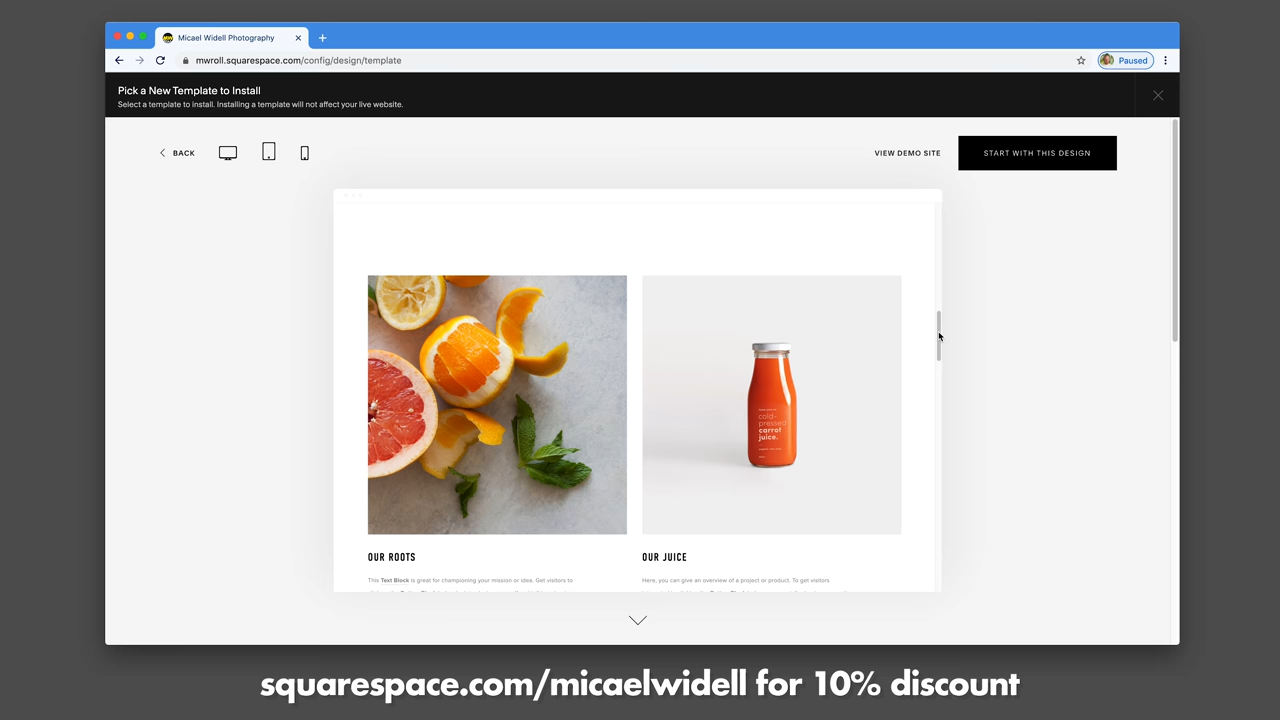 Micael Widell Photography
mwroll.squarespace.com/config/design/template
Paused
Pick a New Template to Install
Select a template to install. Installing a template will not affect your live website.
BACK
VIEW DEMO SITE
START WITH THIS DESIGN
cold-
pressed
carrot
juice.
OUR ROOTS
OUR JUICE
This Text Block is great for championing your mission or idea. Get visitors to
Here, you can give an overview of a project or product. To get visitors
squarespace.com/micaelwidell for 10% discount